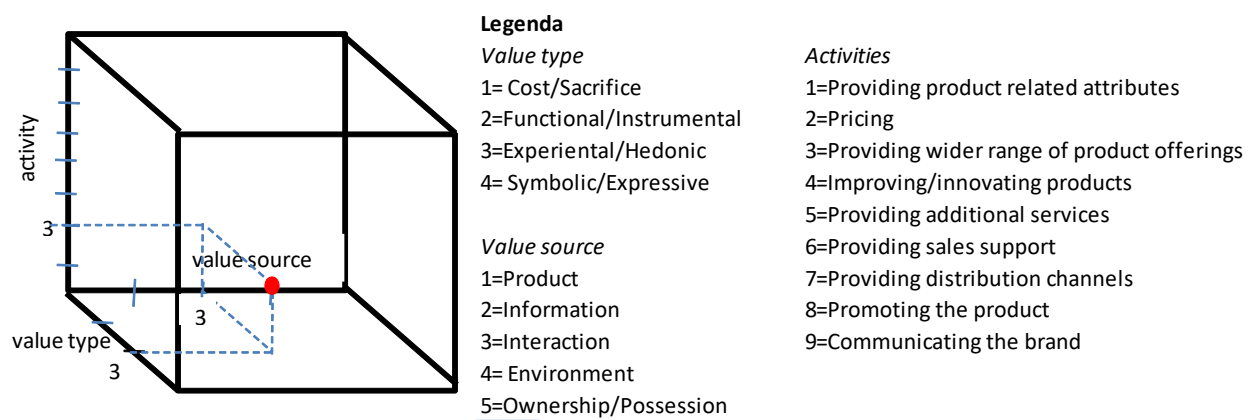 activity
3
value source
3
value type
3
Legenda
Value type
1= Cost/Sacrifice
2=Functional/Instrumental
3=Experiental/Hedonic
4= Symbolic/Expressive
Value source
1=Product
2=Information
3=Interaction
4= Environment
5=Ownership/Possession
Activities
1=Providing product related attributes
2=Pricing
3=Providing wider range of product offerings
4=Improving/innovating products
5=Providing additional services
6=Providing sales support
7=Providing distribution channels
8=Promoting the product
9=Communicating the brand